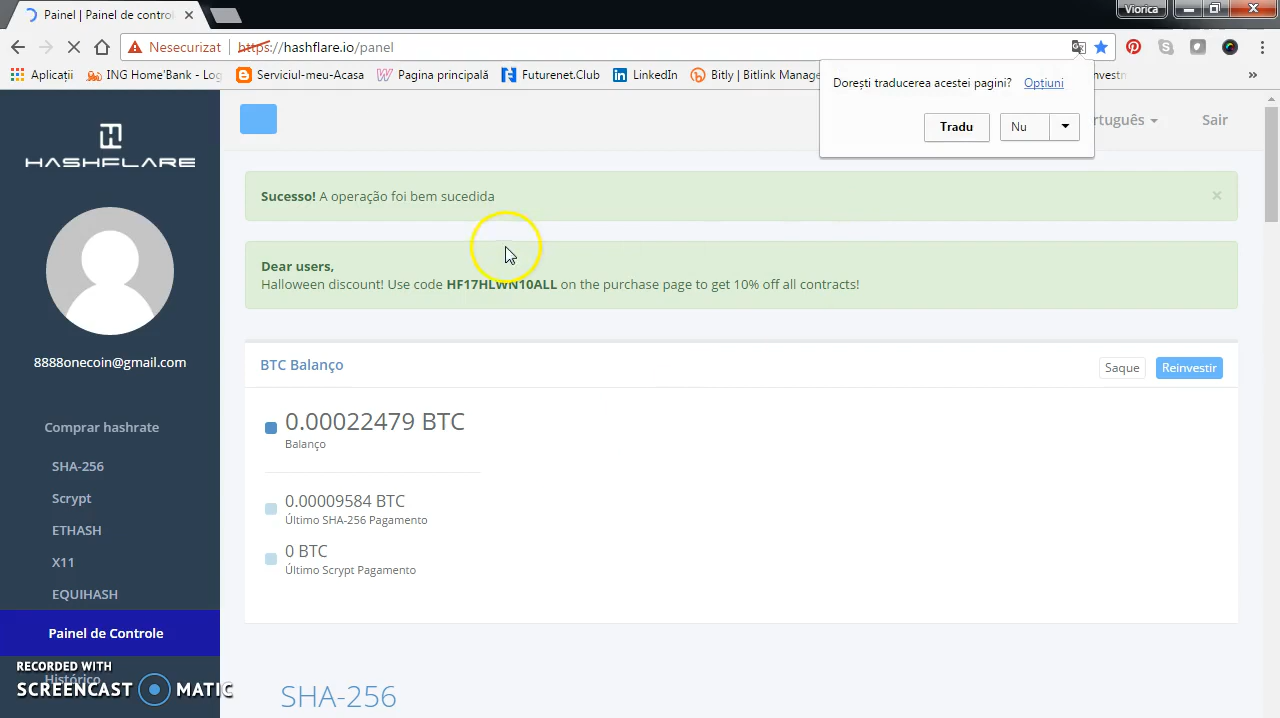 Painel | Painel de contro
Viorica
Nesecurizat https://hashflare.io/panel
Aplicații ING Home'Bank - Log Serviciul-meu-Acasa Pagina principală Futurenet.Club LinkedIn Bitly | Bitlink Manage »
Dorești traducerea acestei pagini? Opțiuni
Tradu Nu
Sair
HASHFLARE
8888onecoin@gmail.com
Comprar hashrate
SHA-256
Scrypt
ETHASH
X11
EQUIHASH
Painel de Controle
Histórico
Sucesso! A operação foi bem sucedida ×
Dear users,
Halloween discount! Use code HF17HLWN10ALL on the purchase page to get 10% off all contracts!
BTC Balanço Saque Reinvestir
0.00022479 BTC
Balanço
0.00009584 BTC
Último SHA-256 Pagamento
0 BTC
Último Scrypt Pagamento
SHA-256
RECORDED WITH
SCREENCAST MATIC